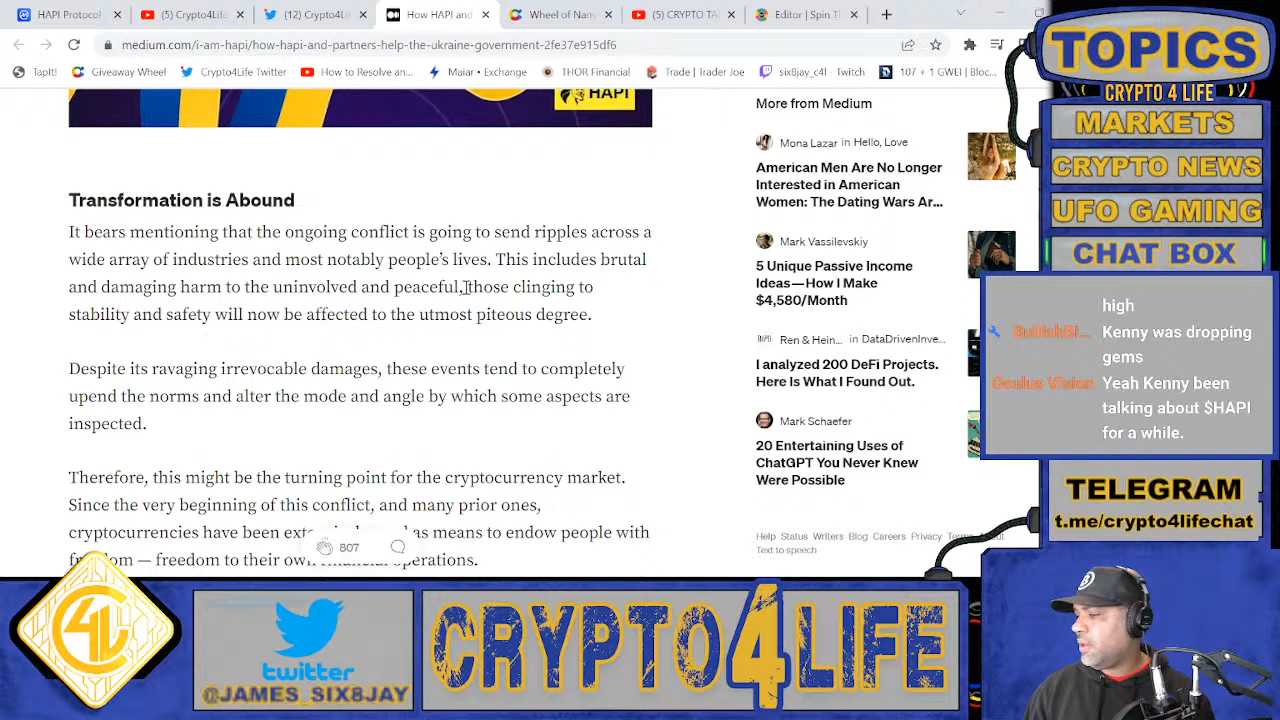 HAPI Protocol
(5) Crypto4Life
(12) Crypto4L
How HAPI and
Wheel of Nam
(5) CRYPTO TA
Editor | Spin Ti
medium.com/i-am-hapi/how-hapi-and-partners-help-the-ukraine-government-2fe37e915df6
TapIt!
Giveaway Wheel
Crypto4Life Twitter
How to Resolve an...
Maiar • Exchange
THOR Financial
Trade | Trader Joe
six8jay_c4l - Twitch
107 + 1 GWEI | Bloc...
HAPI
Transformation is Abound
It bears mentioning that the ongoing conflict is going to send ripples across a
wide array of industries and most notably people's lives. This includes brutal
and damaging harm to the uninvolved and peaceful, those clinging to
stability and safety will now be affected to the utmost piteous degree.
Despite its ravaging irrevocable damages, these events tend to completely
upend the norms and alter the mode and angle by which some aspects are
inspected.
Therefore, this might be the turning point for the cryptocurrency market.
Since the very beginning of this conflict, and many prior ones,
cryptocurrencies have been as means to endow people with
freedom — freedom to their own financial operations.
807
More from Medium
Mona Lazar in Hello, Love
American Men Are No Longer
Interested in American
Women: The Dating Wars Ar...
Mark Vassilevskiy
5 Unique Passive Income
Ideas — How I Make
$4,580/Month
Ren & Hein... in DataDrivenInve...
I analyzed 200 DeFi Projects.
Here Is What I Found Out.
Mark Schaefer
20 Entertaining Uses of
ChatGPT You Never Knew
Were Possible
Help Status Writers Blog Careers Privacy Terms About
Text to speech
TOPICS
CRYPTO 4 LIFE
MARKETS
CRYPTO NEWS
UFO GAMING
CHAT BOX
high
Kenny was dropping
gems
Oculus Vision Yeah Kenny been
talking about $HAPI
for a while.
TELEGRAM
t.me/crypto4lifechat
C4L
twitter
@JAMES_SIX8JAY
CRYPTO4LIFE